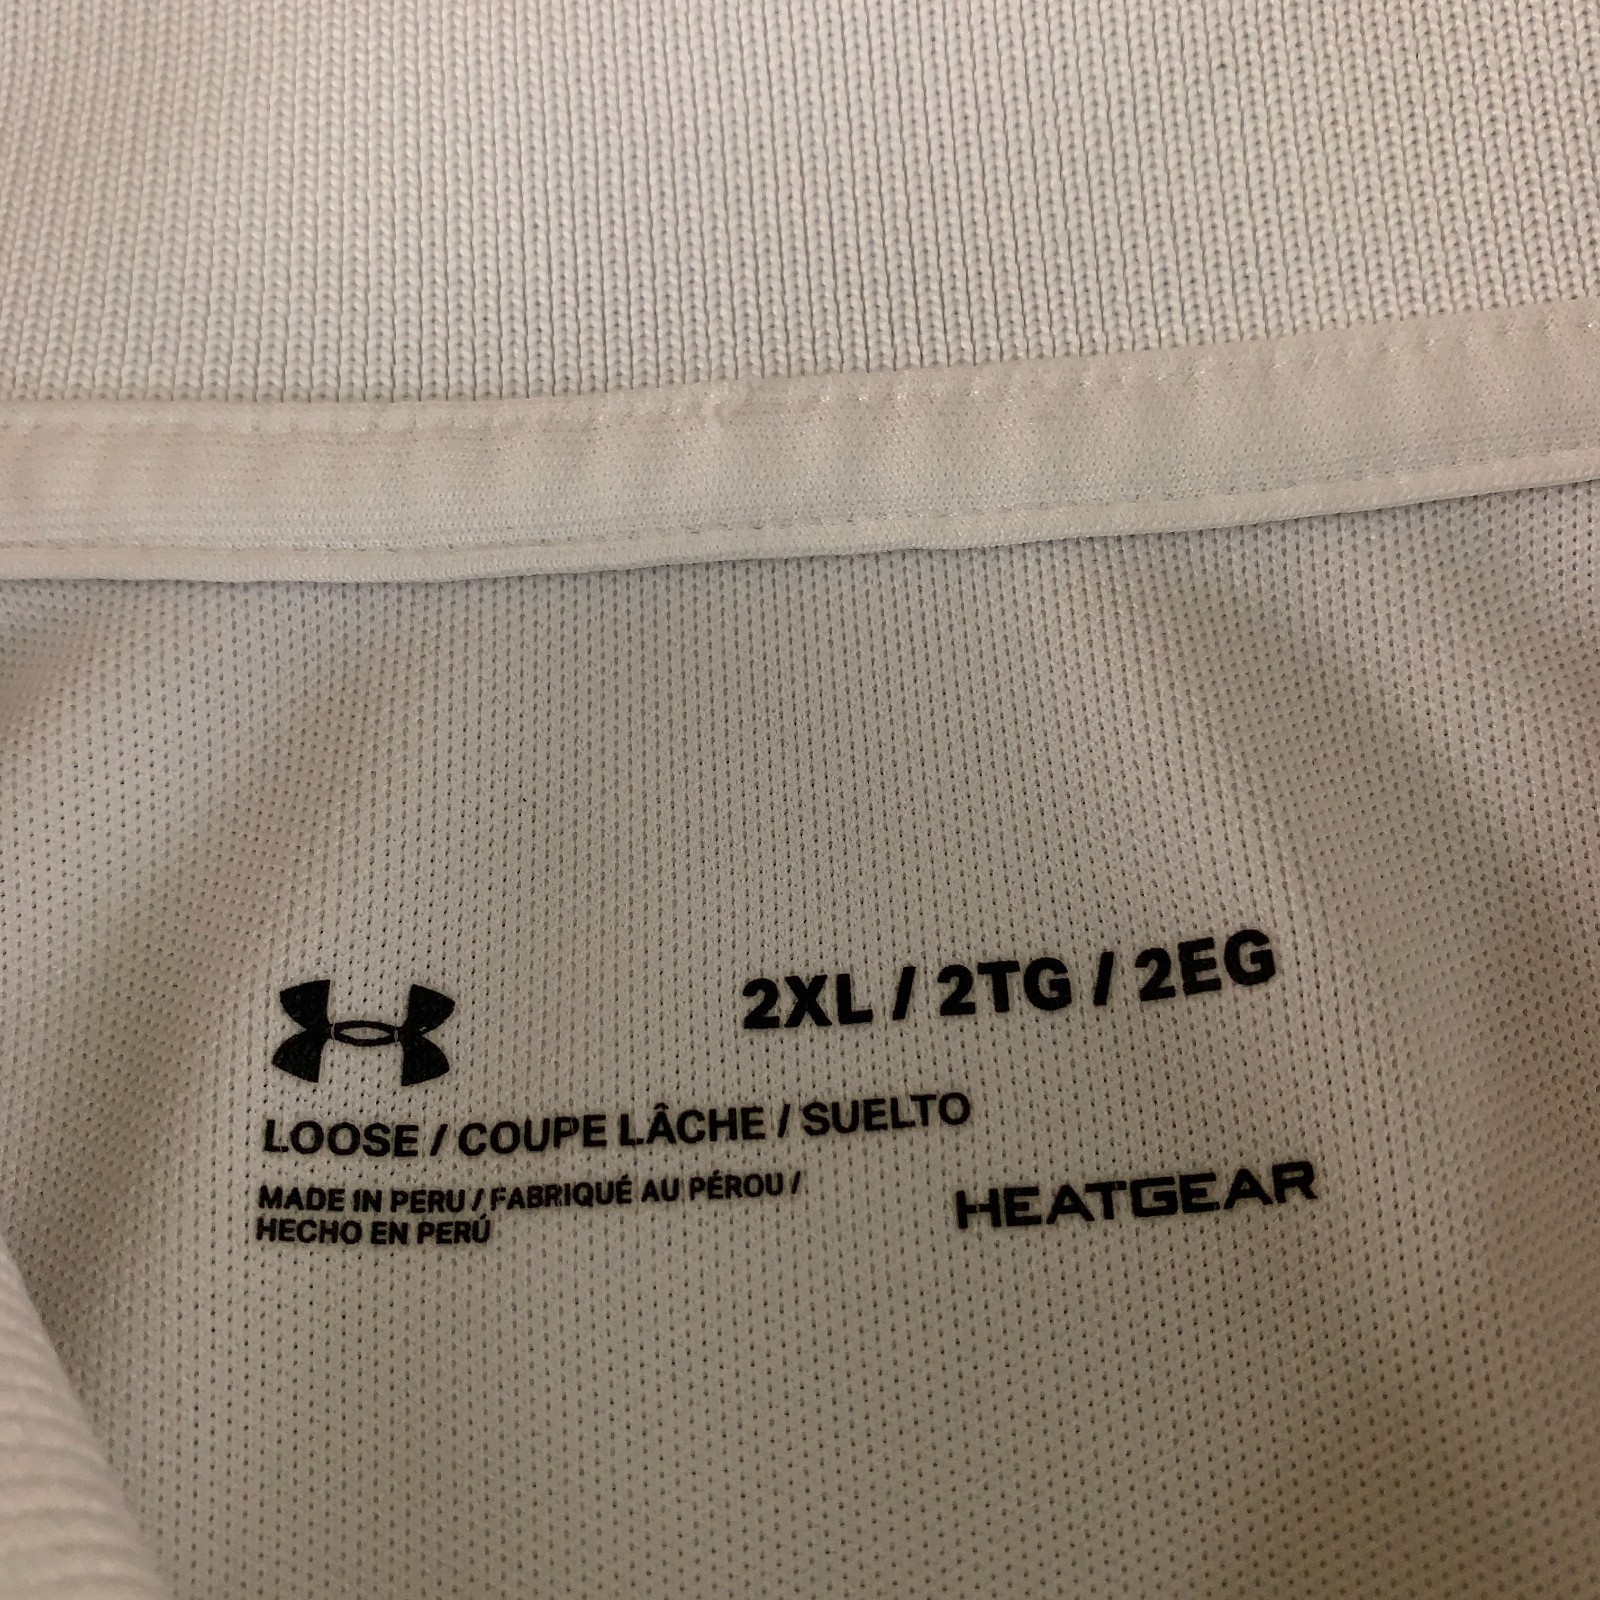 2XL / 2TG / 2EG
LOOSE / COUPE LÂCHE / SUELTO
MADE IN PERU / FABRIQUÉ AU PÉROU /
HECHO EN PERÚ
HEATGEAR